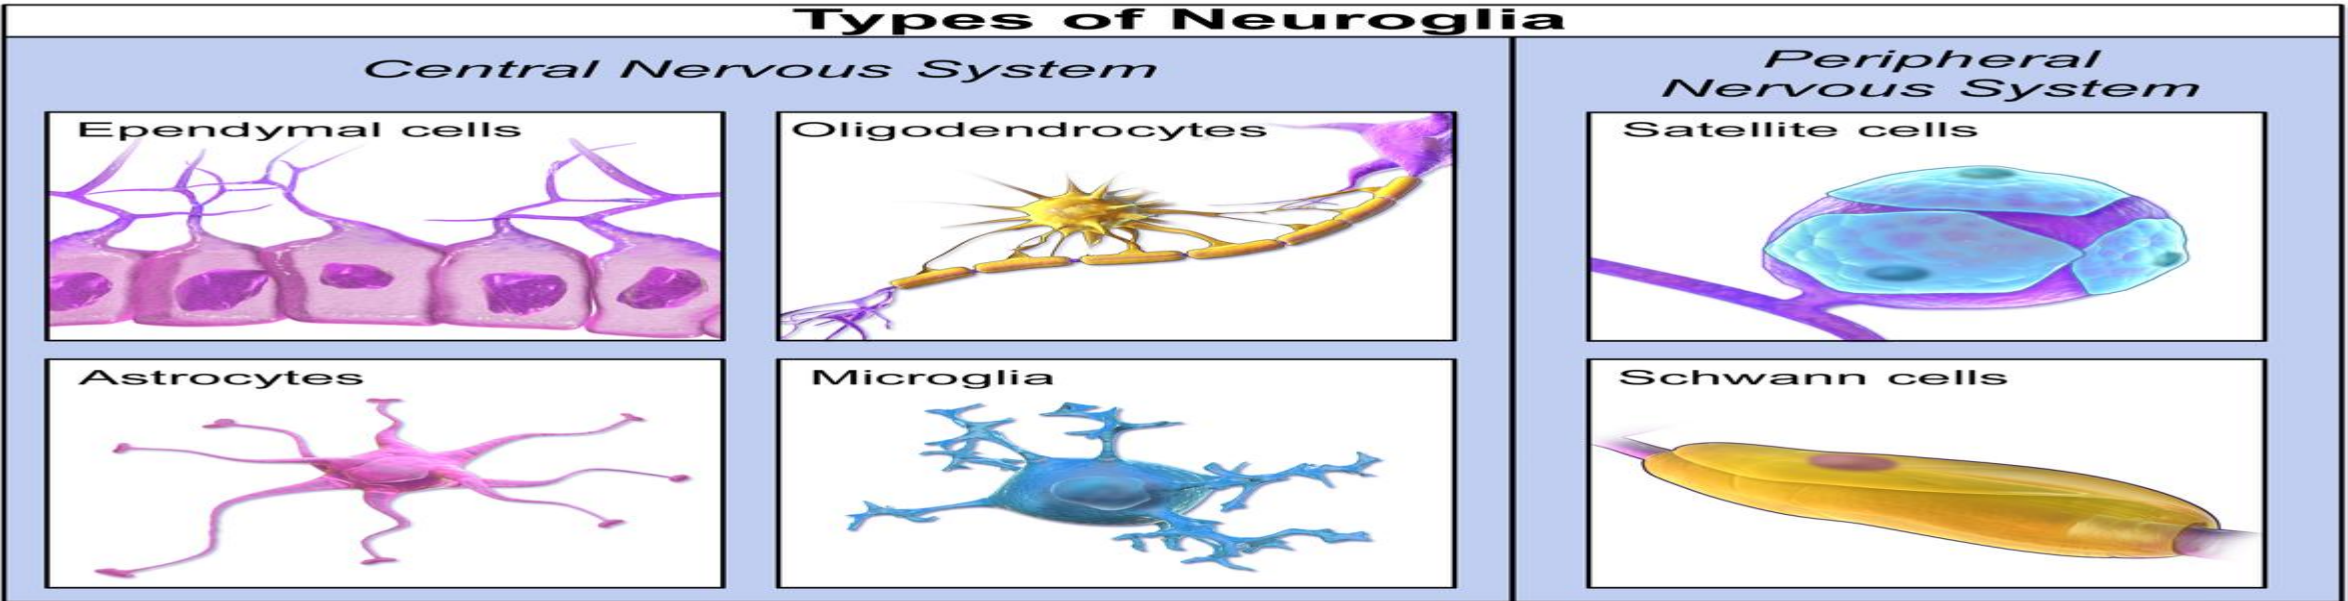 Types of Neuroglia
Central Nervous System
Peripheral
Nervous System
Ependymal cells
Oligodendrocytes
Satellite cells
Astrocytes
Microglia
Schwann cells